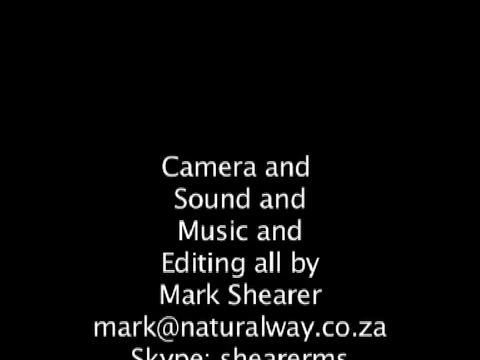 Camera and
Sound and
Music and
Editing all by
Mark Shearer
mark@naturalway.co.za
Skype: shearerms